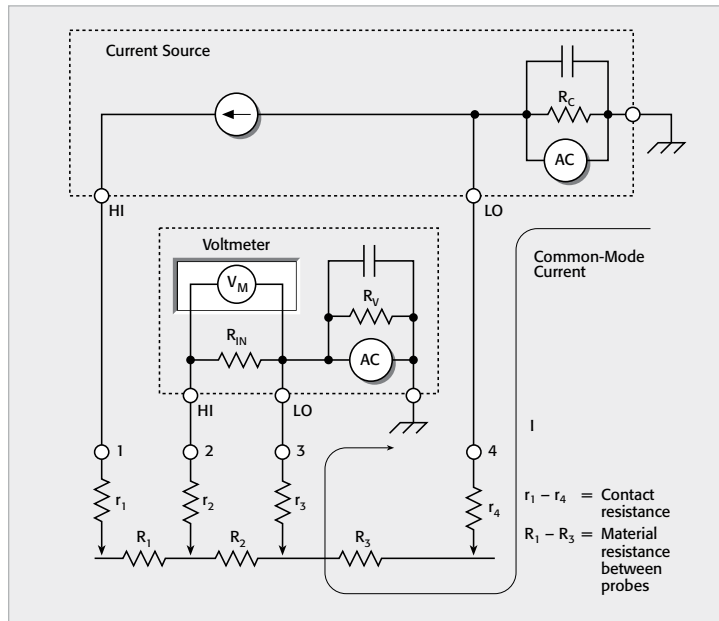 Current Source
R_C
AC
HI
LO
Voltmeter
Common-Mode
Current
V_M
R_V
R_IN
AC
HI
LO
I
1
2
3
4
r_1
r_2
r_3
r_4
r_1 – r_4 = Contact
resistance
R_1 – R_3 = Material
resistance
between
probes
R_1
R_2
R_3